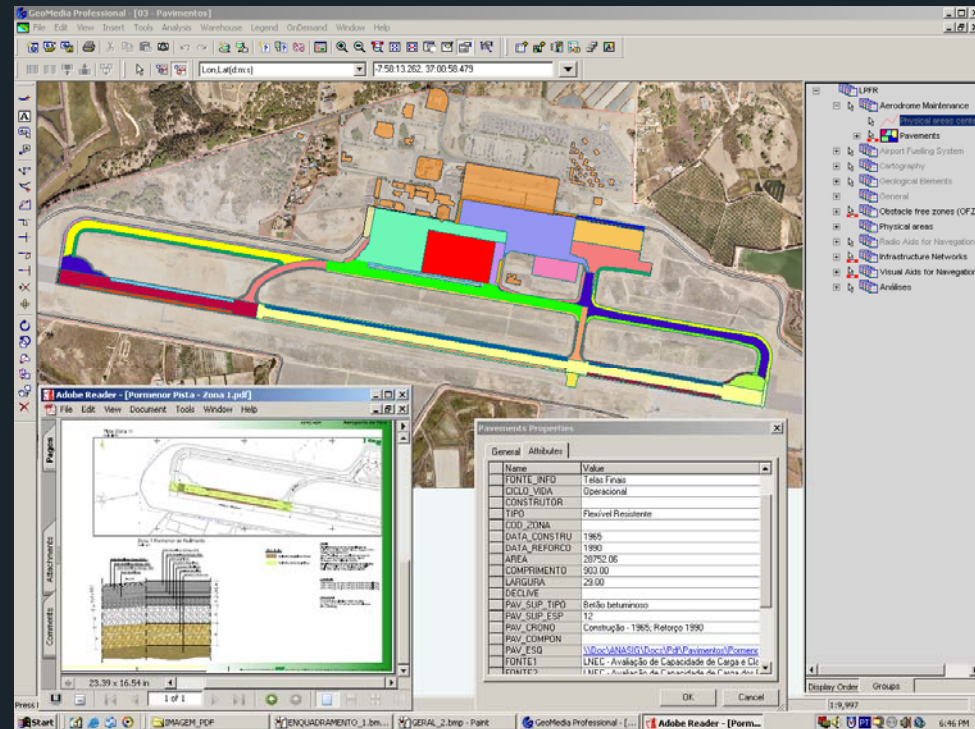 GeoMedia Professional - [03 - Pavimentos]
File Edit View Insert Tools Analysis Warehouse Legend OnDemand Window Help
Lon,Lat(d:m:s) -7:58:13.262, 37:00:58.479
LPFR
Aerodrome Maintenance
Physical areas cente
Pavements
Airport Fueling System
Cartography
Geological Elements
General
Obstacle free zones (OFZ
Physical areas
Radio Aids for Navegation
Infrastructure Networks
Visual Aids for Navegation
Análises
Adobe Reader - [Pormenor Pista - Zona 1.pdf]
File Edit View Document Tools Window Help
Pages
Attachments
Comments
23.39 x 16.54 in
1 of 1
Pavements Properties
General Attributes
Name Value
FONTE_INFO Telas Finais
CICLO_VIDA Operacional
CONSTRUTOR
TIPO Flexível Resistente
COD_ZONA
DATA_CONSTRU 1965
DATA_REFORCO 1990
AREA 28752.06
COMPRIMENTO 903.00
LARGURA 29.00
DECLIVE
PAV_SUP_TIPO Betão betuminoso
PAV_SUP_ESP 12
PAV_CRONO Construção - 1965; Reforço 1990
PAV_COMPON
PAV_ESQ \\Doc\ANASIG\Docs\Pdf\Pavimentos\Pormeno
FONTE1 LNEC - Avaliação de Capacidade de Carga e Cla
FONTE2
OK Cancel
Display Order Groups
Press 1:9,997
Start IMAGEM_PDF ENQUADRAMENTO_1.bm... GERAL_2.bmp - Paint GeoMedia Professional - [... Adobe Reader - [Porm... PT 6:46 PM